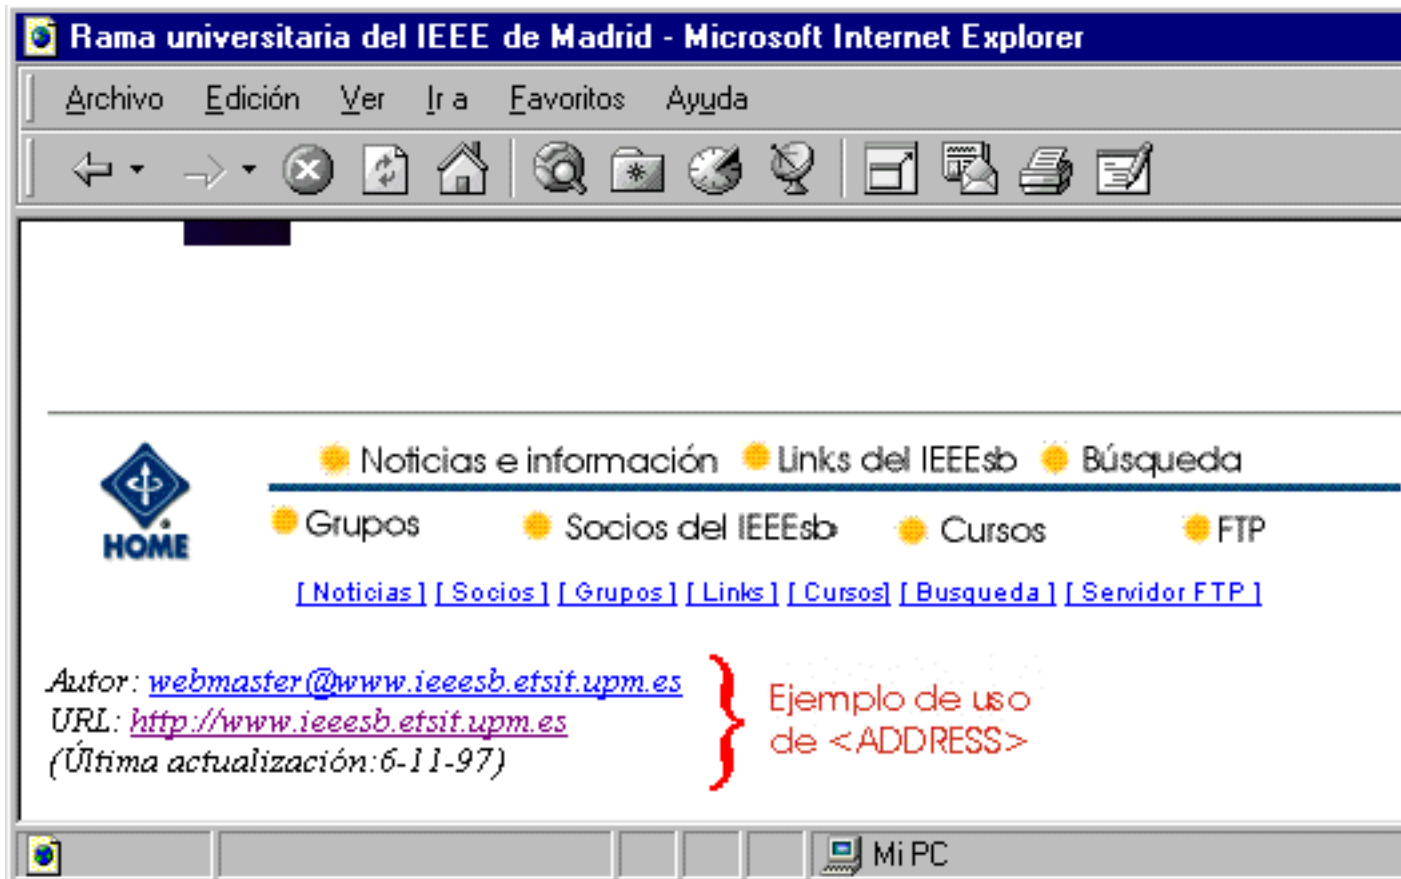 Rama universitaria del IEEE de Madrid - Microsoft Internet Explorer
Archivo Edición Ver Ir a Favoritos Ayuda
Noticias e información Links del IEEEsb Búsqueda
HOME
Grupos Socios del IEEEsb Cursos FTP
[ Noticias ] [ Socios ] [ Grupos ] [ Links ] [ Cursos] [ Busqueda ] [ Servidor FTP ]
Autor: webmaster@www.ieeesb.etsit.upm.es
URL: http://www.ieeesb.etsit.upm.es
(Última actualización:6-11-97)
Ejemplo de uso
de <ADDRESS>
Mi PC